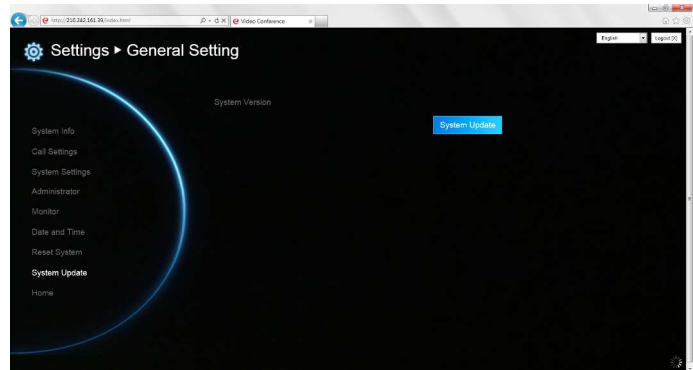 http://210.242.161.39/index.html
Video Conference
Settings ▸ General Setting
English
Logout [X]
System Version
System Update
System Info
Call Settings
System Settings
Administrator
Monitor
Date and Time
Reset System
System Update
Home